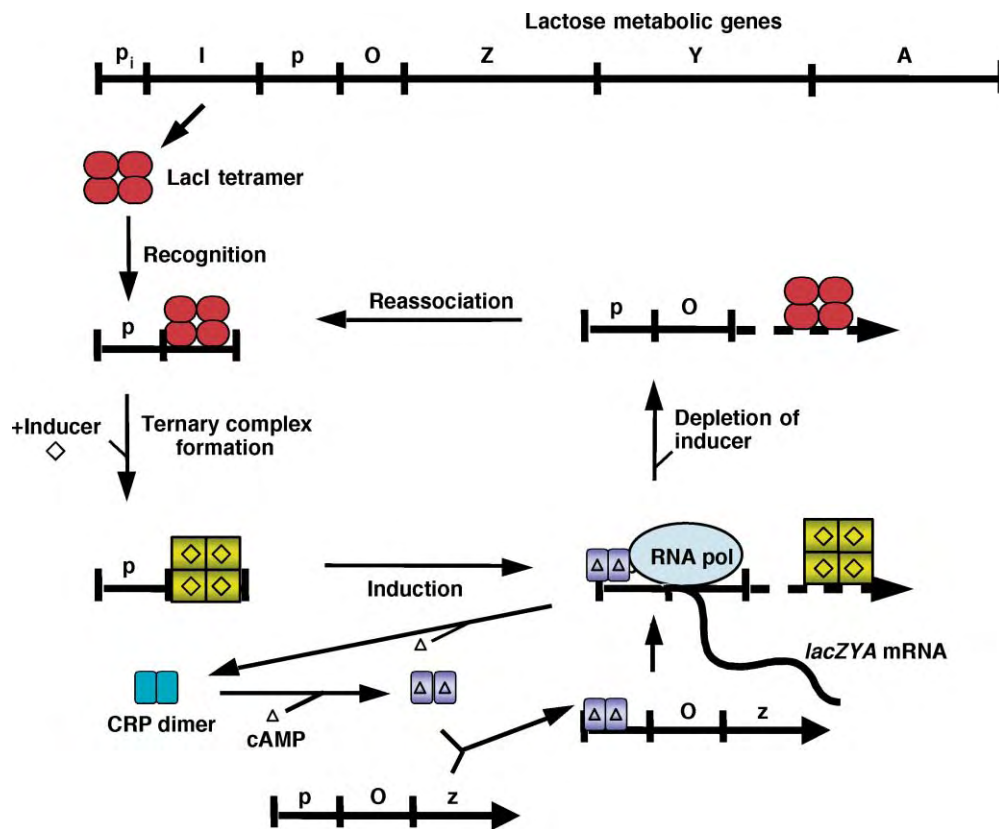 Lactose metabolic genes
pi I p O Z Y A
LacI tetramer
Recognition
Reassociation
p O
p
+Inducer
Ternary complex
formation
Depletion of
inducer
p
RNA pol
Induction
lacZYA mRNA
CRP dimer
cAMP
O z
p O z